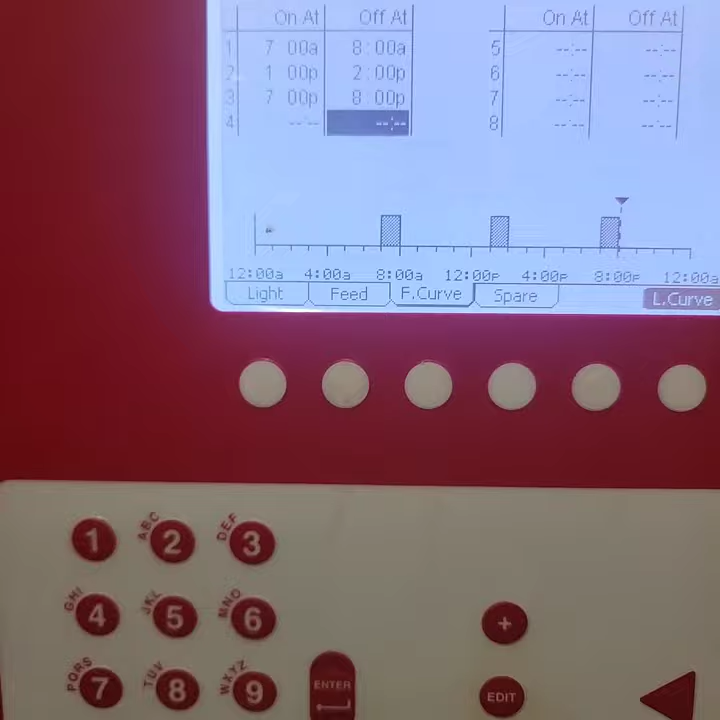 On At Off At On At Off At
1 7 00a 8:00a 5 --:-- --:--
2 1 00p 2:00p 6 --:-- --:--
3 7 00p 8 00p 7 --:-- --:--
4 --:-- --:-- 8 --:-- --:--
12:00a 4:00a 8:00a 12:00p 4:00p 8:00p 12:00a
Light Feed F.Curve Spare L.Curve
1 ABC 2 DEF 3
GHI 4 JKL 5 MNO 6 +
PQRS 7 TUV 8 WXYZ 9 ENTER EDIT